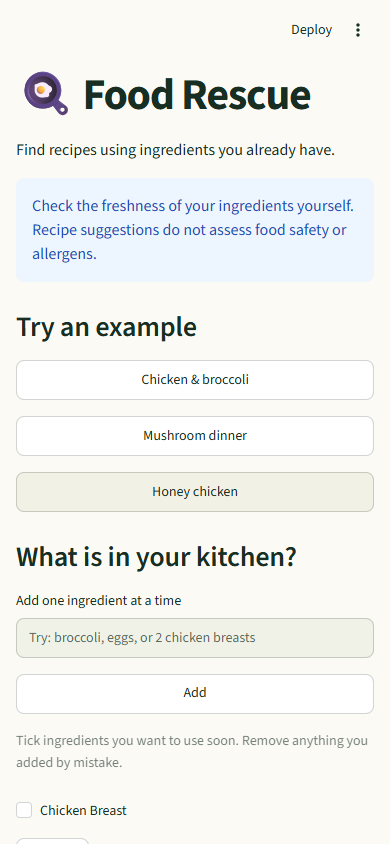 Deploy
Food Rescue
Find recipes using ingredients you already have.
Check the freshness of your ingredients yourself.
Recipe suggestions do not assess food safety or
allergens.
Try an example
Chicken & broccoli
Mushroom dinner
Honey chicken
What is in your kitchen?
Add one ingredient at a time
Try: broccoli, eggs, or 2 chicken breasts
Add
Tick ingredients you want to use soon. Remove anything you
added by mistake.
Chicken Breast